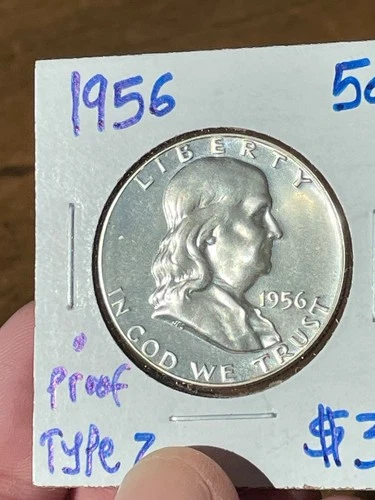 1956
50
LIBERTY
1956
IN GOD WE TRUST
Proof
TYPE 2
$3